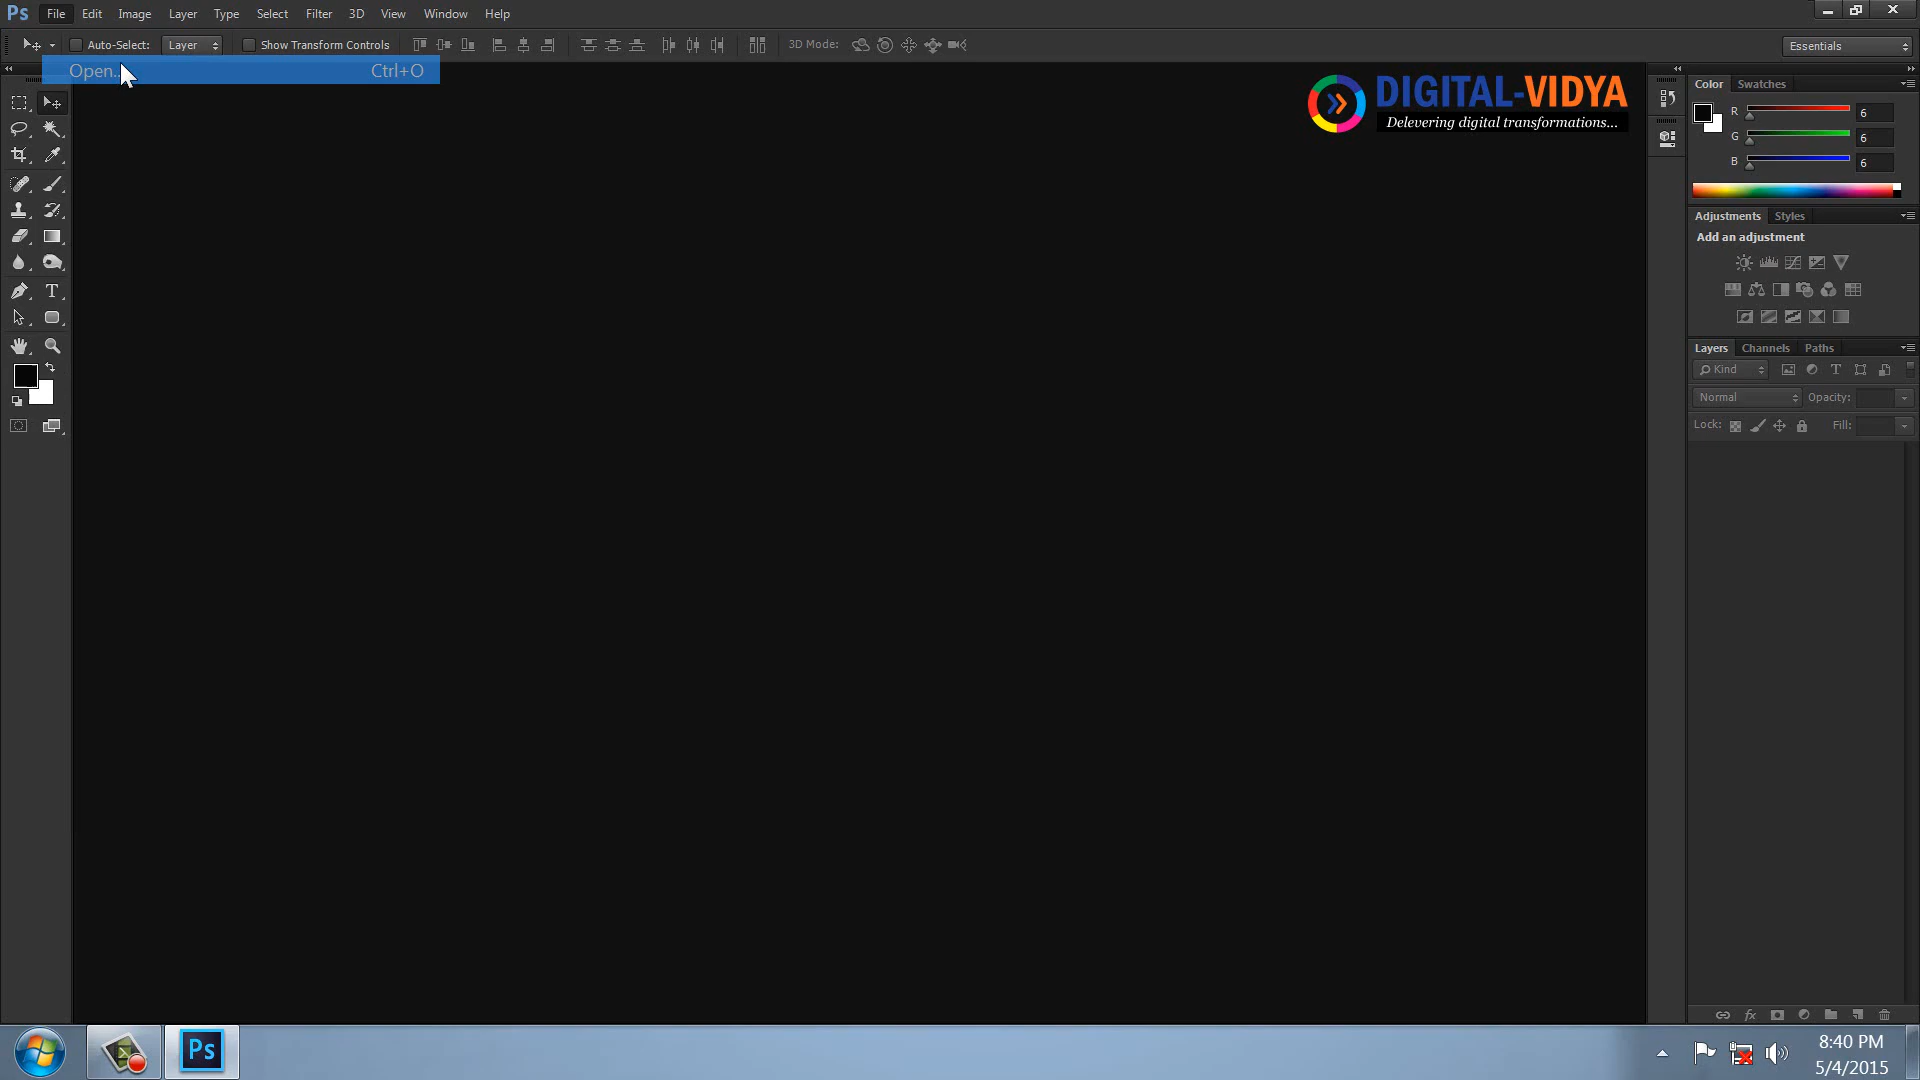 Ps File Edit Image Layer Type Select Filter 3D View Window Help
Auto-Select: Layer Show Transform Controls 3D Mode: Essentials
Open... Ctrl+O
DIGITAL-VIDYA
Delevering digital transformations...
Color Swatches
R 6
G 6
B 6
Adjustments Styles
Add an adjustment
T
Layers Channels Paths
Kind T
Normal Opacity:
Lock: Fill:
fx
Ps
8:40 PM
5/4/2015